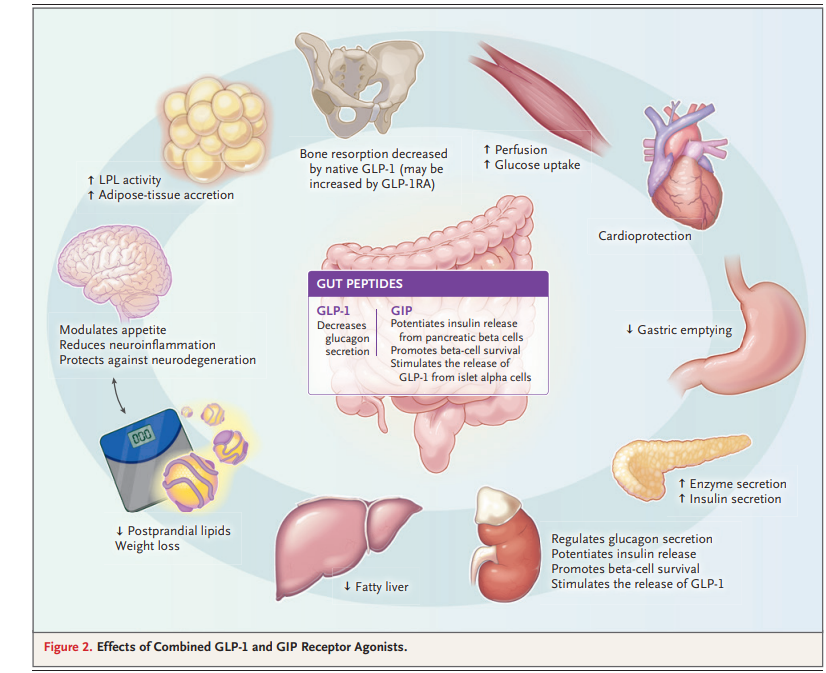 Bone resorption decreased
by native GLP-1 (may be
increased by GLP-1RA)
↑ Perfusion
↑ Glucose uptake
↑ LPL activity
↑ Adipose-tissue accretion
Cardioprotection
GUT PEPTIDES
GLP-1
Decreases
glucagon
secretion
GIP
Potentiates insulin release
from pancreatic beta cells
Promotes beta-cell survival
Stimulates the release of
GLP-1 from islet alpha cells
Modulates appetite
Reduces neuroinflammation
Protects against neurodegeneration
↓ Gastric emptying
000
↑ Enzyme secretion
↑ Insulin secretion
↓ Postprandial lipids
Weight loss
↓ Fatty liver
Regulates glucagon secretion
Potentiates insulin release
Promotes beta-cell survival
Stimulates the release of GLP-1
Figure 2. Effects of Combined GLP-1 and GIP Receptor Agonists.